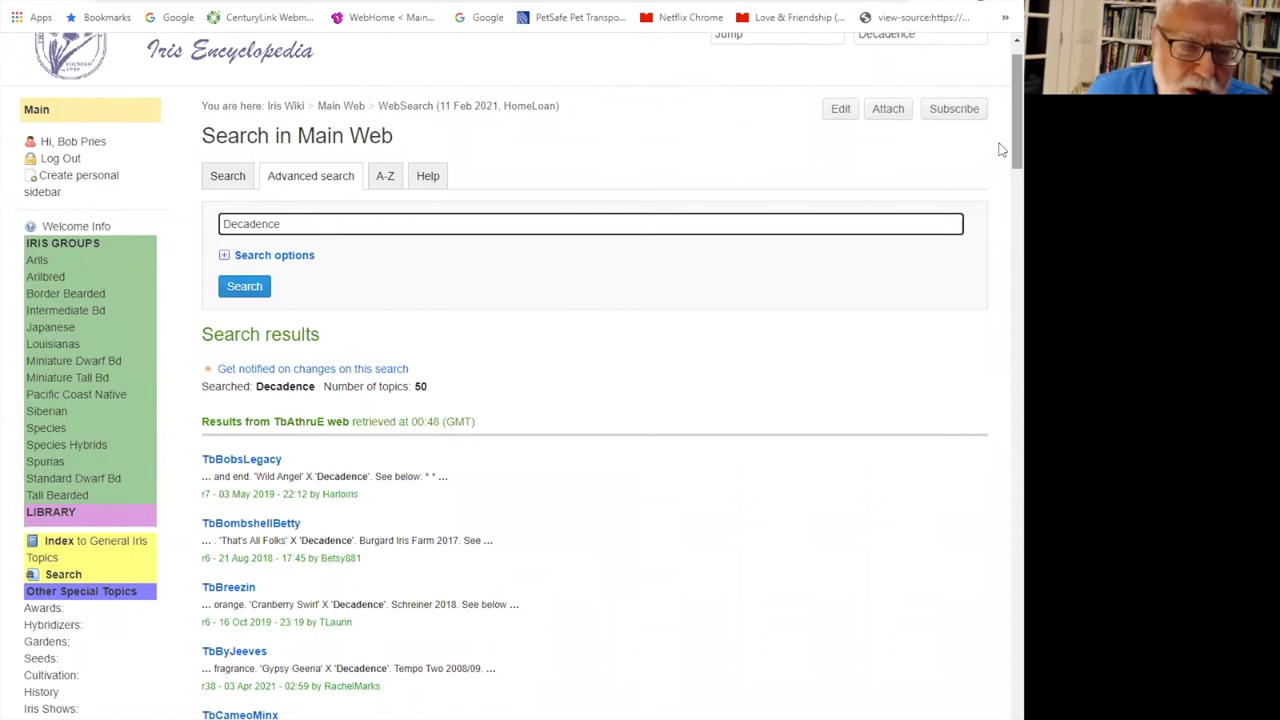 Apps Bookmarks Google CenturyLink Webm... WebHome < Main... Google PetSafe Pet Transpo... Netflix Chrome Love & Friendship (... view-source:https://... »
Iris Encyclopedia
Jump
Decadence
You are here: Iris Wiki > Main Web > WebSearch (11 Feb 2021, HomeLoan)
Edit Attach Subscribe
Main
Hi, Bob Pries
Log Out
Create personal
sidebar
Welcome Info
IRIS GROUPS
Arils
Arilbred
Border Bearded
Intermediate Bd
Japanese
Louisianas
Miniature Dwarf Bd
Miniature Tall Bd
Pacific Coast Native
Siberian
Species
Species Hybrids
Spurias
Standard Dwarf Bd
Tall Bearded
LIBRARY
Index to General Iris
Topics
Search
Other Special Topics
Awards:
Hybridizers:
Gardens;
Seeds:
Cultivation:
History
Iris Shows:
Search in Main Web
Search Advanced search A-Z Help
Decadence
Search options
Search
Search results
Get notified on changes on this search
Searched: Decadence Number of topics: 50
Results from TbAthruE web retrieved at 00:48 (GMT)
TbBobsLegacy
... and end. 'Wild Angel' X 'Decadence'. See below: * * ...
r7 - 03 May 2019 - 22:12 by Harloiris
TbBombshellBetty
... . 'That's All Folks' X 'Decadence'. Burgard Iris Farm 2017. See ...
r6 - 21 Aug 2018 - 17:45 by Betsy881
TbBreezin
... orange. 'Cranberry Swirl' X 'Decadence'. Schreiner 2018. See below ...
r6 - 16 Oct 2019 - 23:19 by TLaurin
TbByJeeves
... fragrance. 'Gypsy Geena' X 'Decadence'. Tempo Two 2008/09. ...
r38 - 03 Apr 2021 - 02:59 by RachelMarks
TbCameoMinx